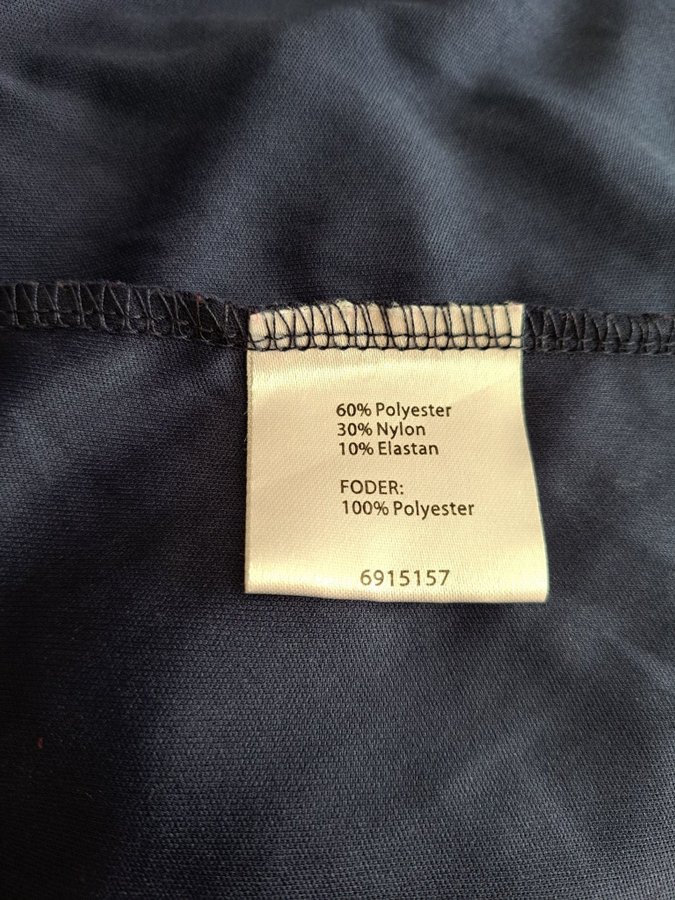 60% Polyester
30% Nylon
10% Elastan
FODER:
100% Polyester
6915157